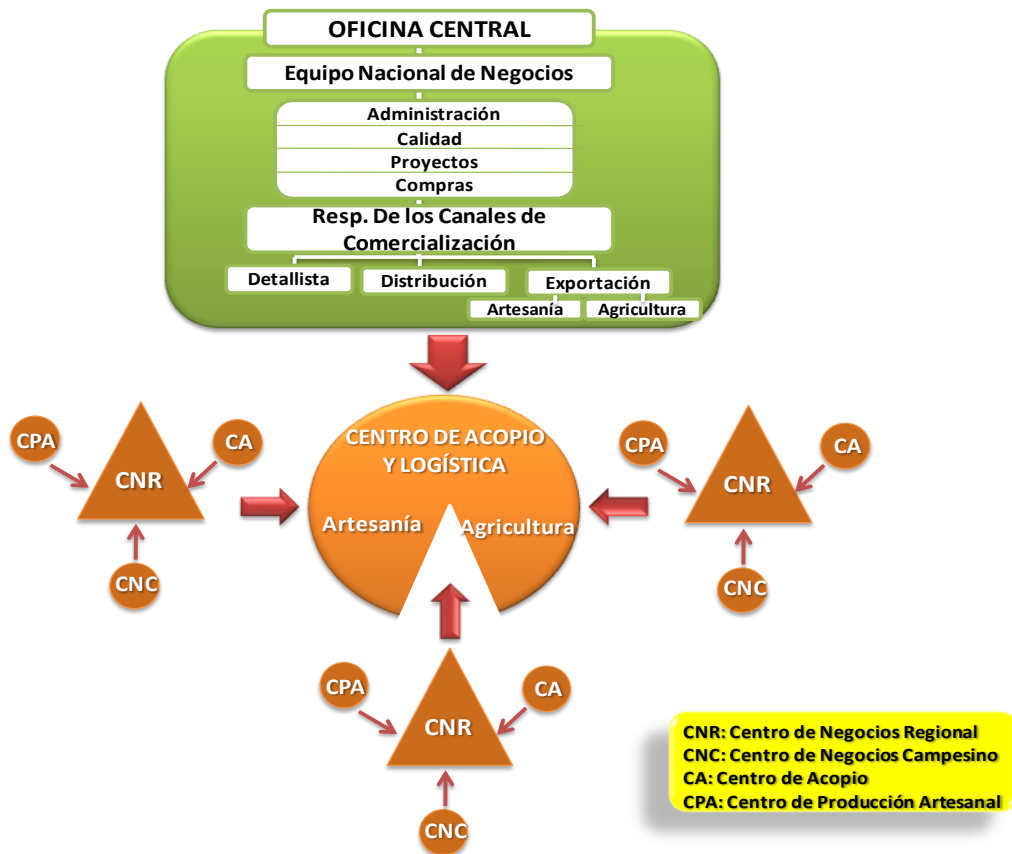 OFICINA CENTRAL
Equipo Nacional de Negocios
Administración
Calidad
Proyectos
Compras
Resp. De los Canales de
Comercialización
Detallista
Distribución
Exportación
Artesanía
Agricultura
CENTRO DE ACOPIO
Y LOGÍSTICA
Artesanía
Agricultura
CPA
CA
CNR
CNC
CPA
CA
CNR
CNC
CPA
CA
CNR
CNC
CNR: Centro de Negocios Regional
CNC: Centro de Negocios Campesino
CA: Centro de Acopio
CPA: Centro de Producción Artesanal